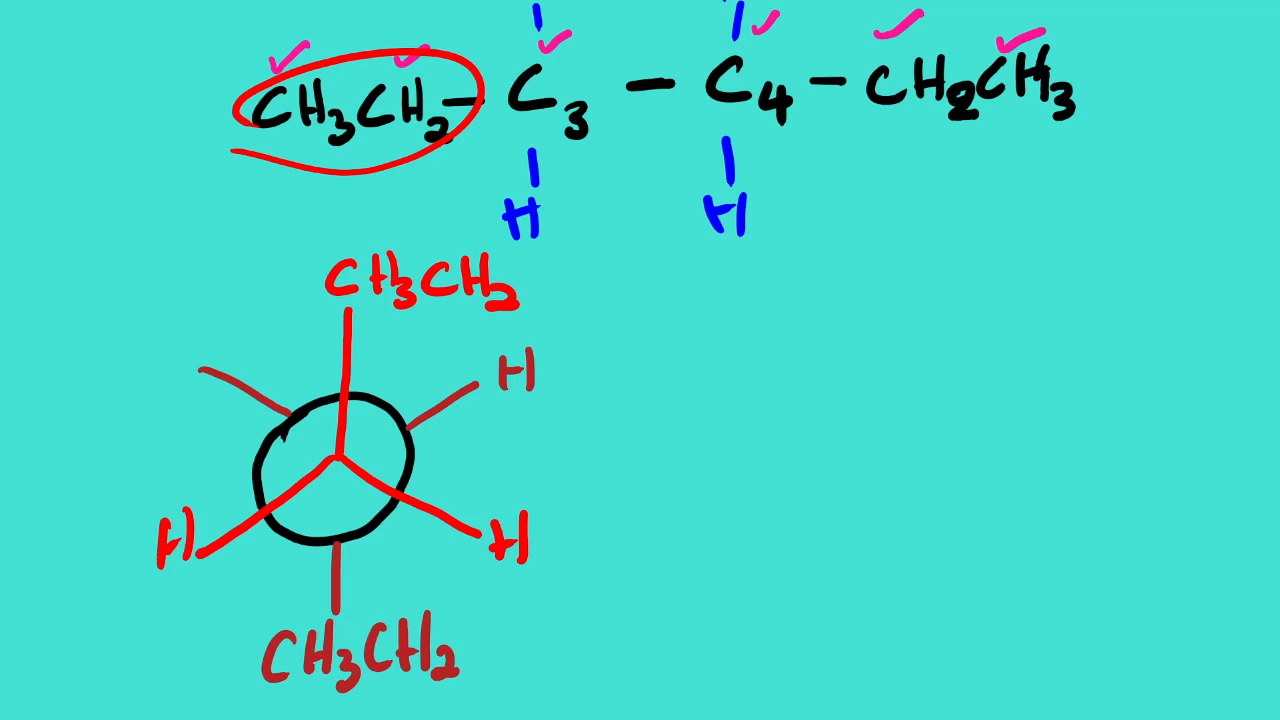 CH3CH2 - C3 - C4 - CH2CH3
H H
CH3CH2
H
H H
CH3CH2